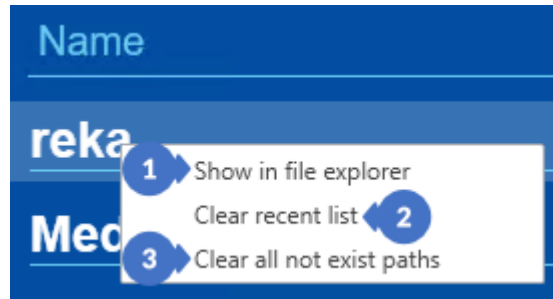 Name
reka
1 Show in file explorer
Clear recent list 2
Med
3 Clear all not exist paths